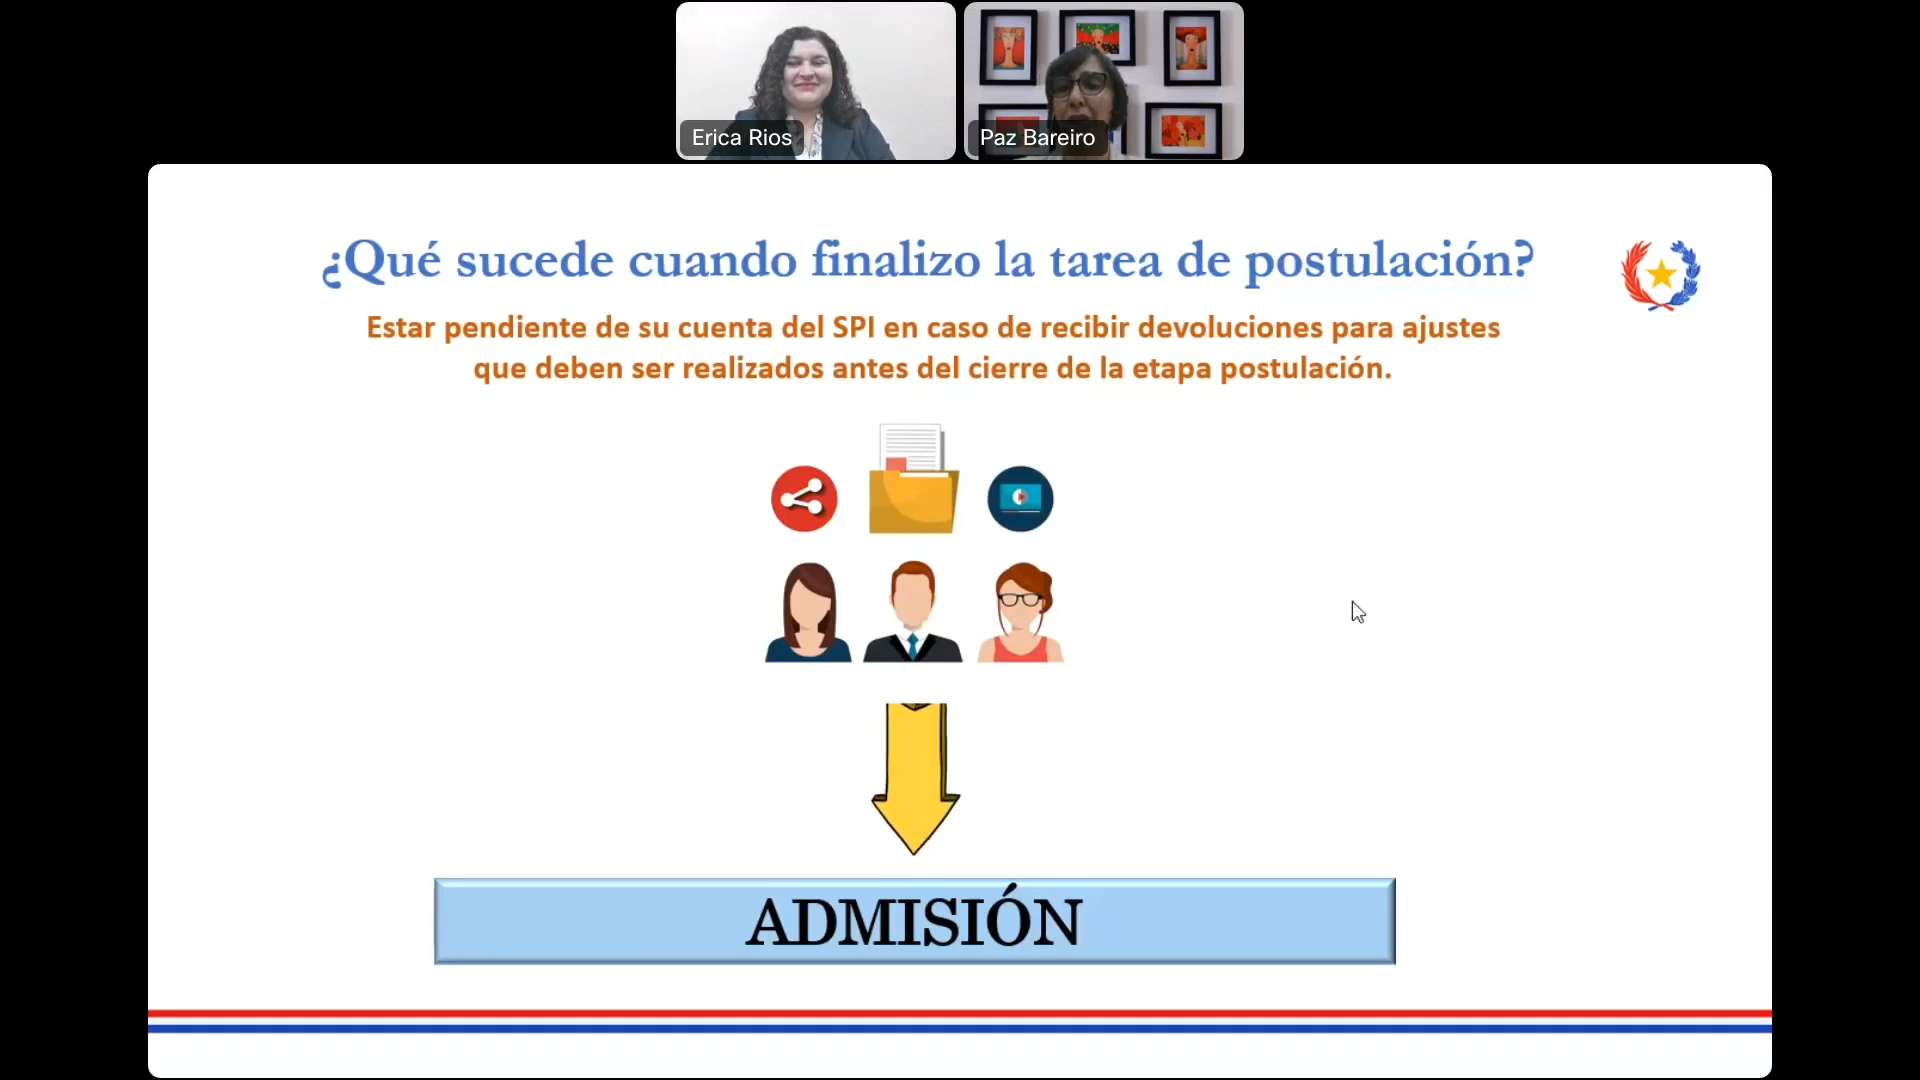 Erica Rios
Paz Bareiro
¿Qué sucede cuando finalizo la tarea de postulación?
Estar pendiente de su cuenta del SPI en caso de recibir devoluciones para ajustes
que deben ser realizados antes del cierre de la etapa postulación.
ADMISIÓN